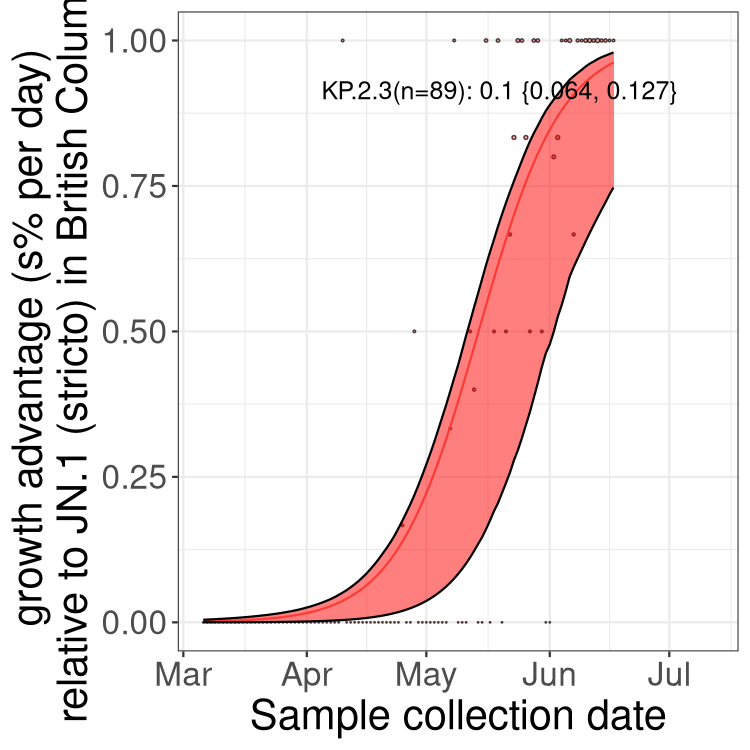 growth advantage (s% per day)
relative to JN.1 (stricto) in British Colum
1.00
0.75
0.50
0.25
0.00
KP.2.3(n=89): 0.1 {0.064, 0.127}
Mar Apr May Jun Jul
Sample collection date